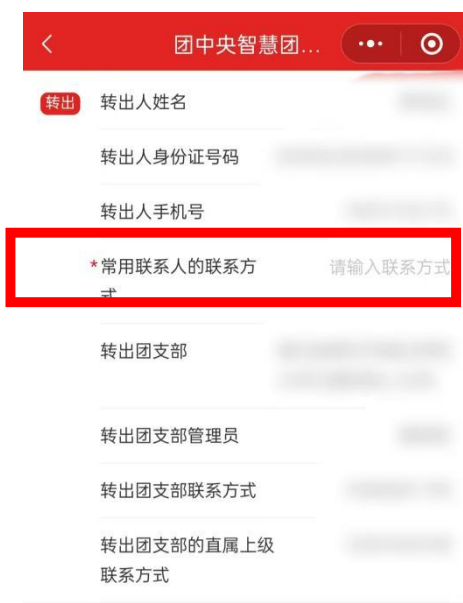 团中央智慧团...
转出 转出人姓名
转出人身份证号码
转出人手机号
*常用联系人的联系方 请输入联系方式
式
转出团支部
转出团支部管理员
转出团支部联系方式
转出团支部的直属上级
联系方式